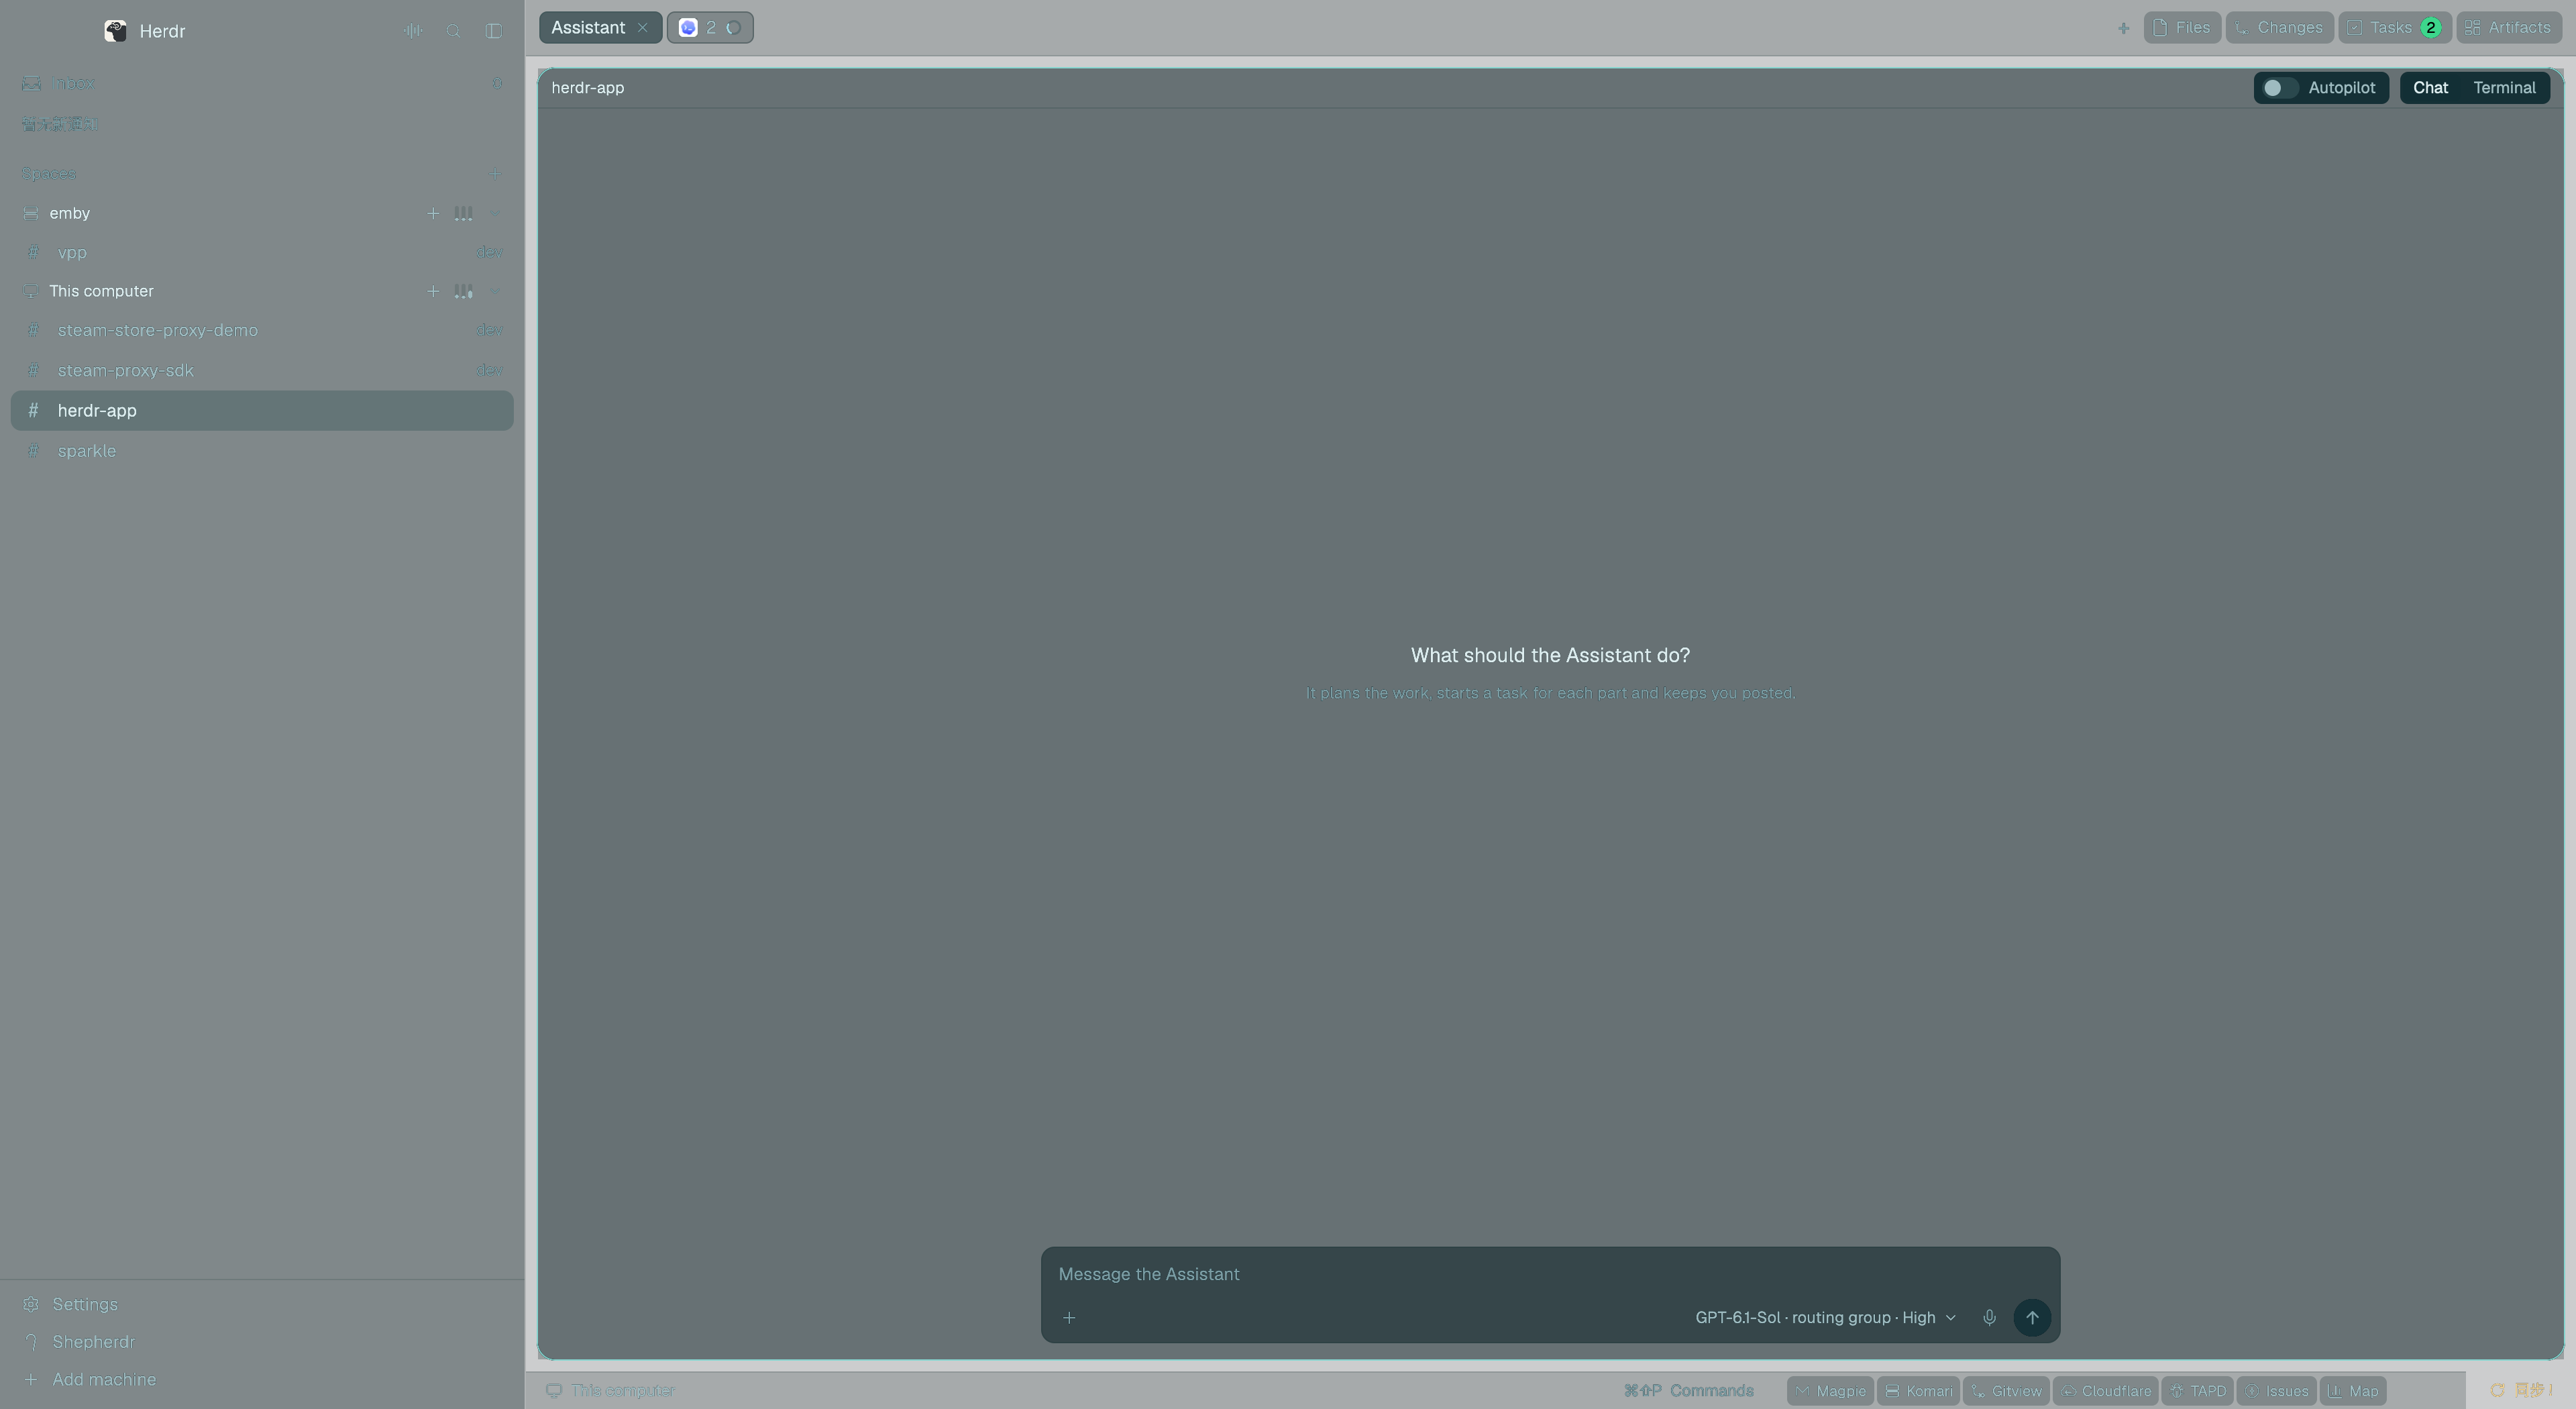 Herdr
Inbox
Spaces
emby
# vpp dev
This computer
# steam-store-proxy-demo dev
# steam-proxy-sdk dev
# herdr-app
# sparkle
Settings
Shepherdr
Add machine
Assistant
2
Files
Changes
Tasks 2
Artifacts
herdr-app
Autopilot
Chat
Terminal
What should the Assistant do?
It plans the work, starts a task for each part and keeps you posted.
Message the Assistant
GPT-6.1-Sol · routing group · High
This computer
⌘⇧P Commands
Magpie
Komari
Gitview
Cloudflare
TAPD
Issues
Map